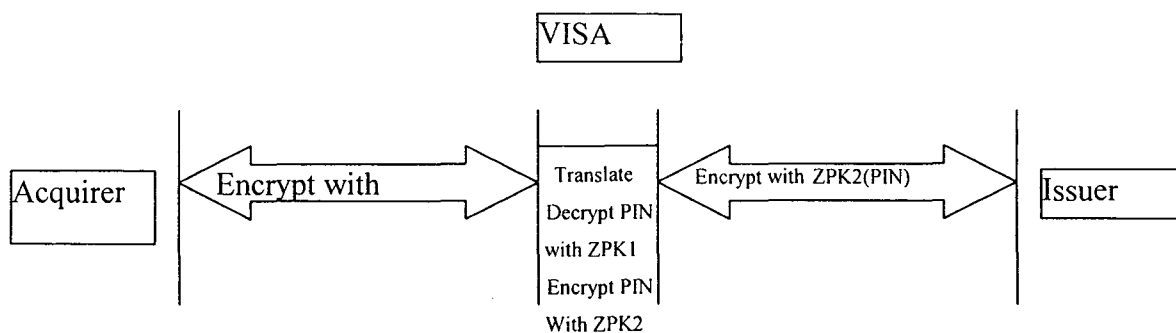 VISA
Acquirer
Encrypt with
Translate
Decrypt PIN
with ZPK1
Encrypt PIN
With ZPK2
Encrypt with ZPK2(PIN)
Issuer